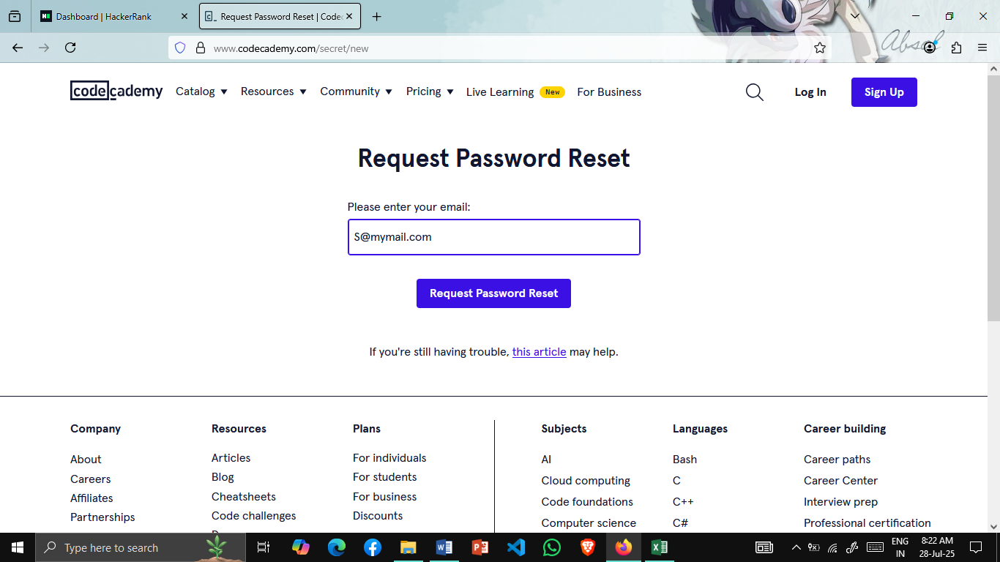 Dashboard | HackerRank
Request Password Reset | Codec
Absol
www.codecademy.com/secret/new
codecademy Catalog Resources Community Pricing Live Learning New For Business Log In Sign Up
Request Password Reset
Please enter your email:
S@mymail.com
Request Password Reset
If you're still having trouble, this article may help.
Company
About
Careers
Affiliates
Partnerships
Resources
Articles
Blog
Cheatsheets
Code challenges
Plans
For individuals
For students
For business
Discounts
Subjects
AI
Cloud computing
Code foundations
Computer science
Languages
Bash
C
C++
C#
Career building
Career paths
Career Center
Interview prep
Professional certification
Type here to search
ENG
IN
8:22 AM
28-Jul-25